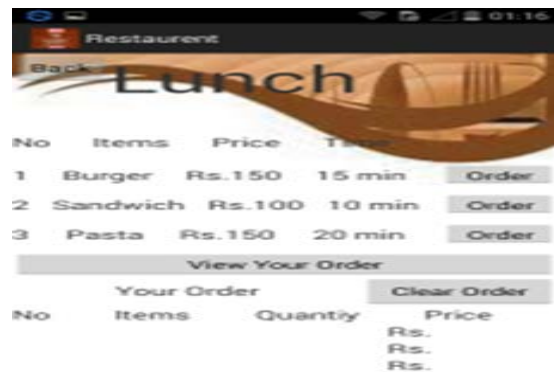 01:16
Restaurent
Back
Lunch
No Items Price Time
1 Burger Rs.150 15 min Order
2 Sandwich Rs.100 10 min Order
3 Pasta Rs.150 20 min Order
View Your Order
Your Order Clear Order
No Items Quantiy Price
Rs.
Rs.
Rs.